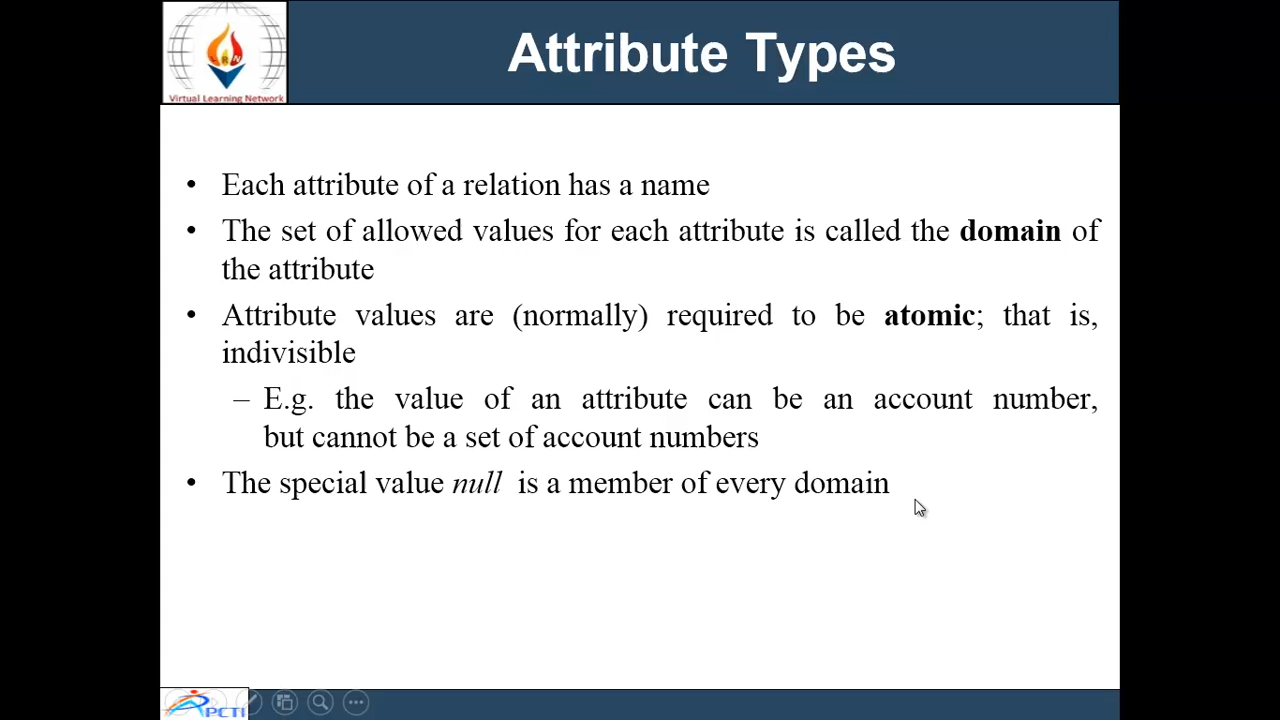 Attribute Types
Virtual Learning Network
• Each attribute of a relation has a name
• The set of allowed values for each attribute is called the domain of
the attribute
• Attribute values are (normally) required to be atomic; that is,
indivisible
– E.g. the value of an attribute can be an account number,
but cannot be a set of account numbers
• The special value null is a member of every domain
PCTI